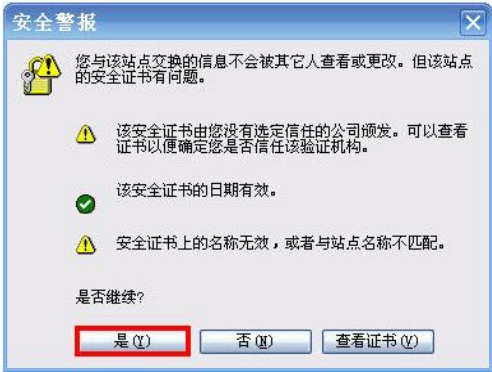 安全警报
您与该站点交换的信息不会被其它人查看或更改。但该站点
的安全证书有问题。
该安全证书由您没有选定信任的公司颁发。可以查看
证书以便确定您是否信任该验证机构。
该安全证书的日期有效。
安全证书上的名称无效，或者与站点名称不匹配。
是否继续?
是(Y) 否(N) 查看证书(V)